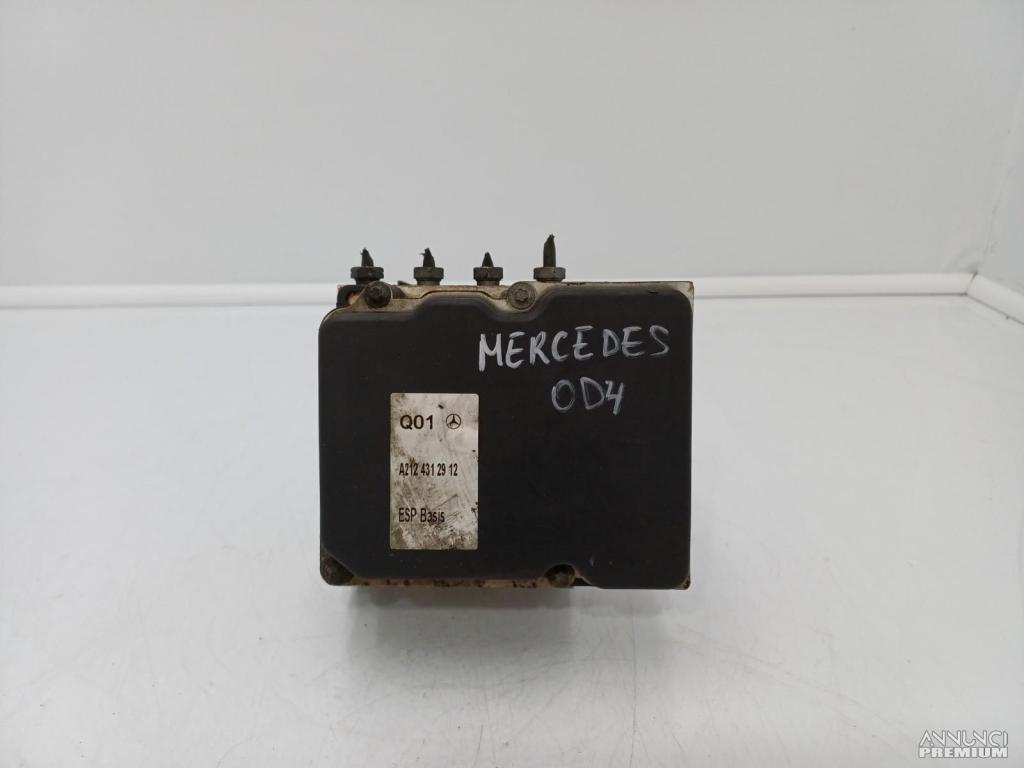 MERCEDES
OD4
Q01
A212 431 29 12
ESP Basis
ANNUNCI
PREMIUM